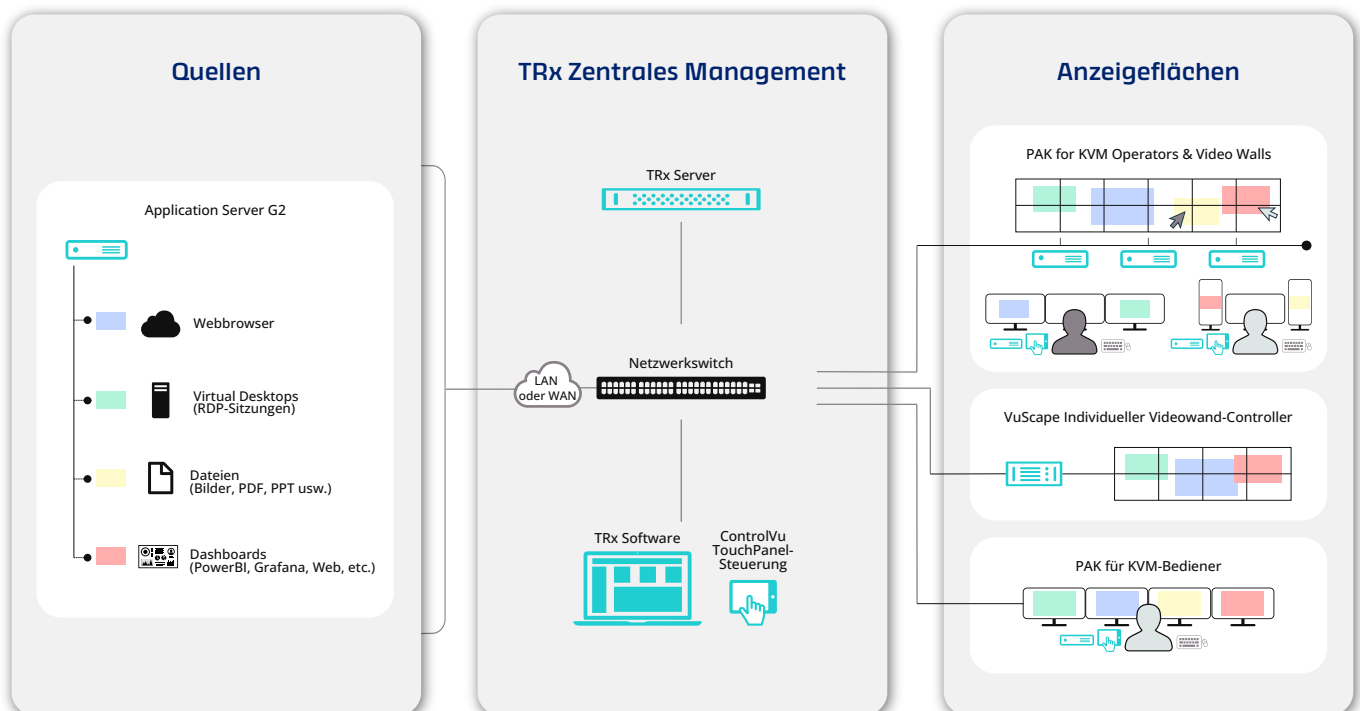 Quellen
Application Server G2
Webbrowser
Virtual Desktops
(RDP-Sitzungen)
Dateien
(Bilder, PDF, PPT usw.)
Dashboards
(PowerBI, Grafana, Web, etc.)
TRx Zentrales Management
TRx Server
Netzwerkswitch
LAN
oder WAN
TRx Software
ControlVu
TouchPanel-
Steuerung
Anzeigeflächen
PAK for KVM Operators & Video Walls
VuScape Individueller Videowand-Controller
PAK für KVM-Bediener